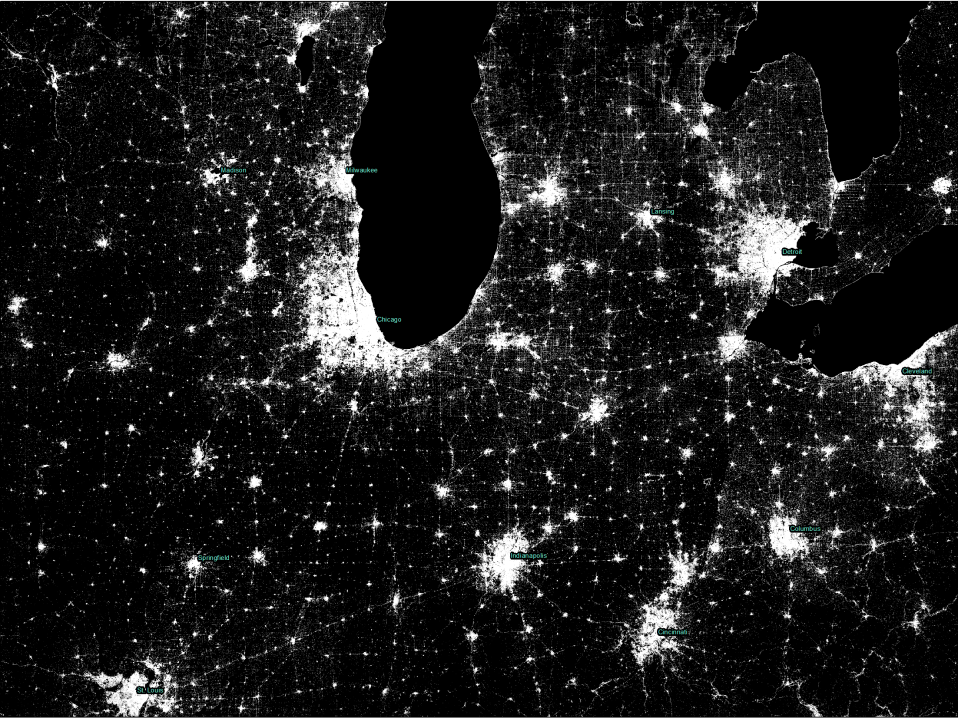 Madison
Milwaukee
Lansing
Detroit
Chicago
Cleveland
Columbus
Springfield
Indianapolis
Cincinnati
St. Louis